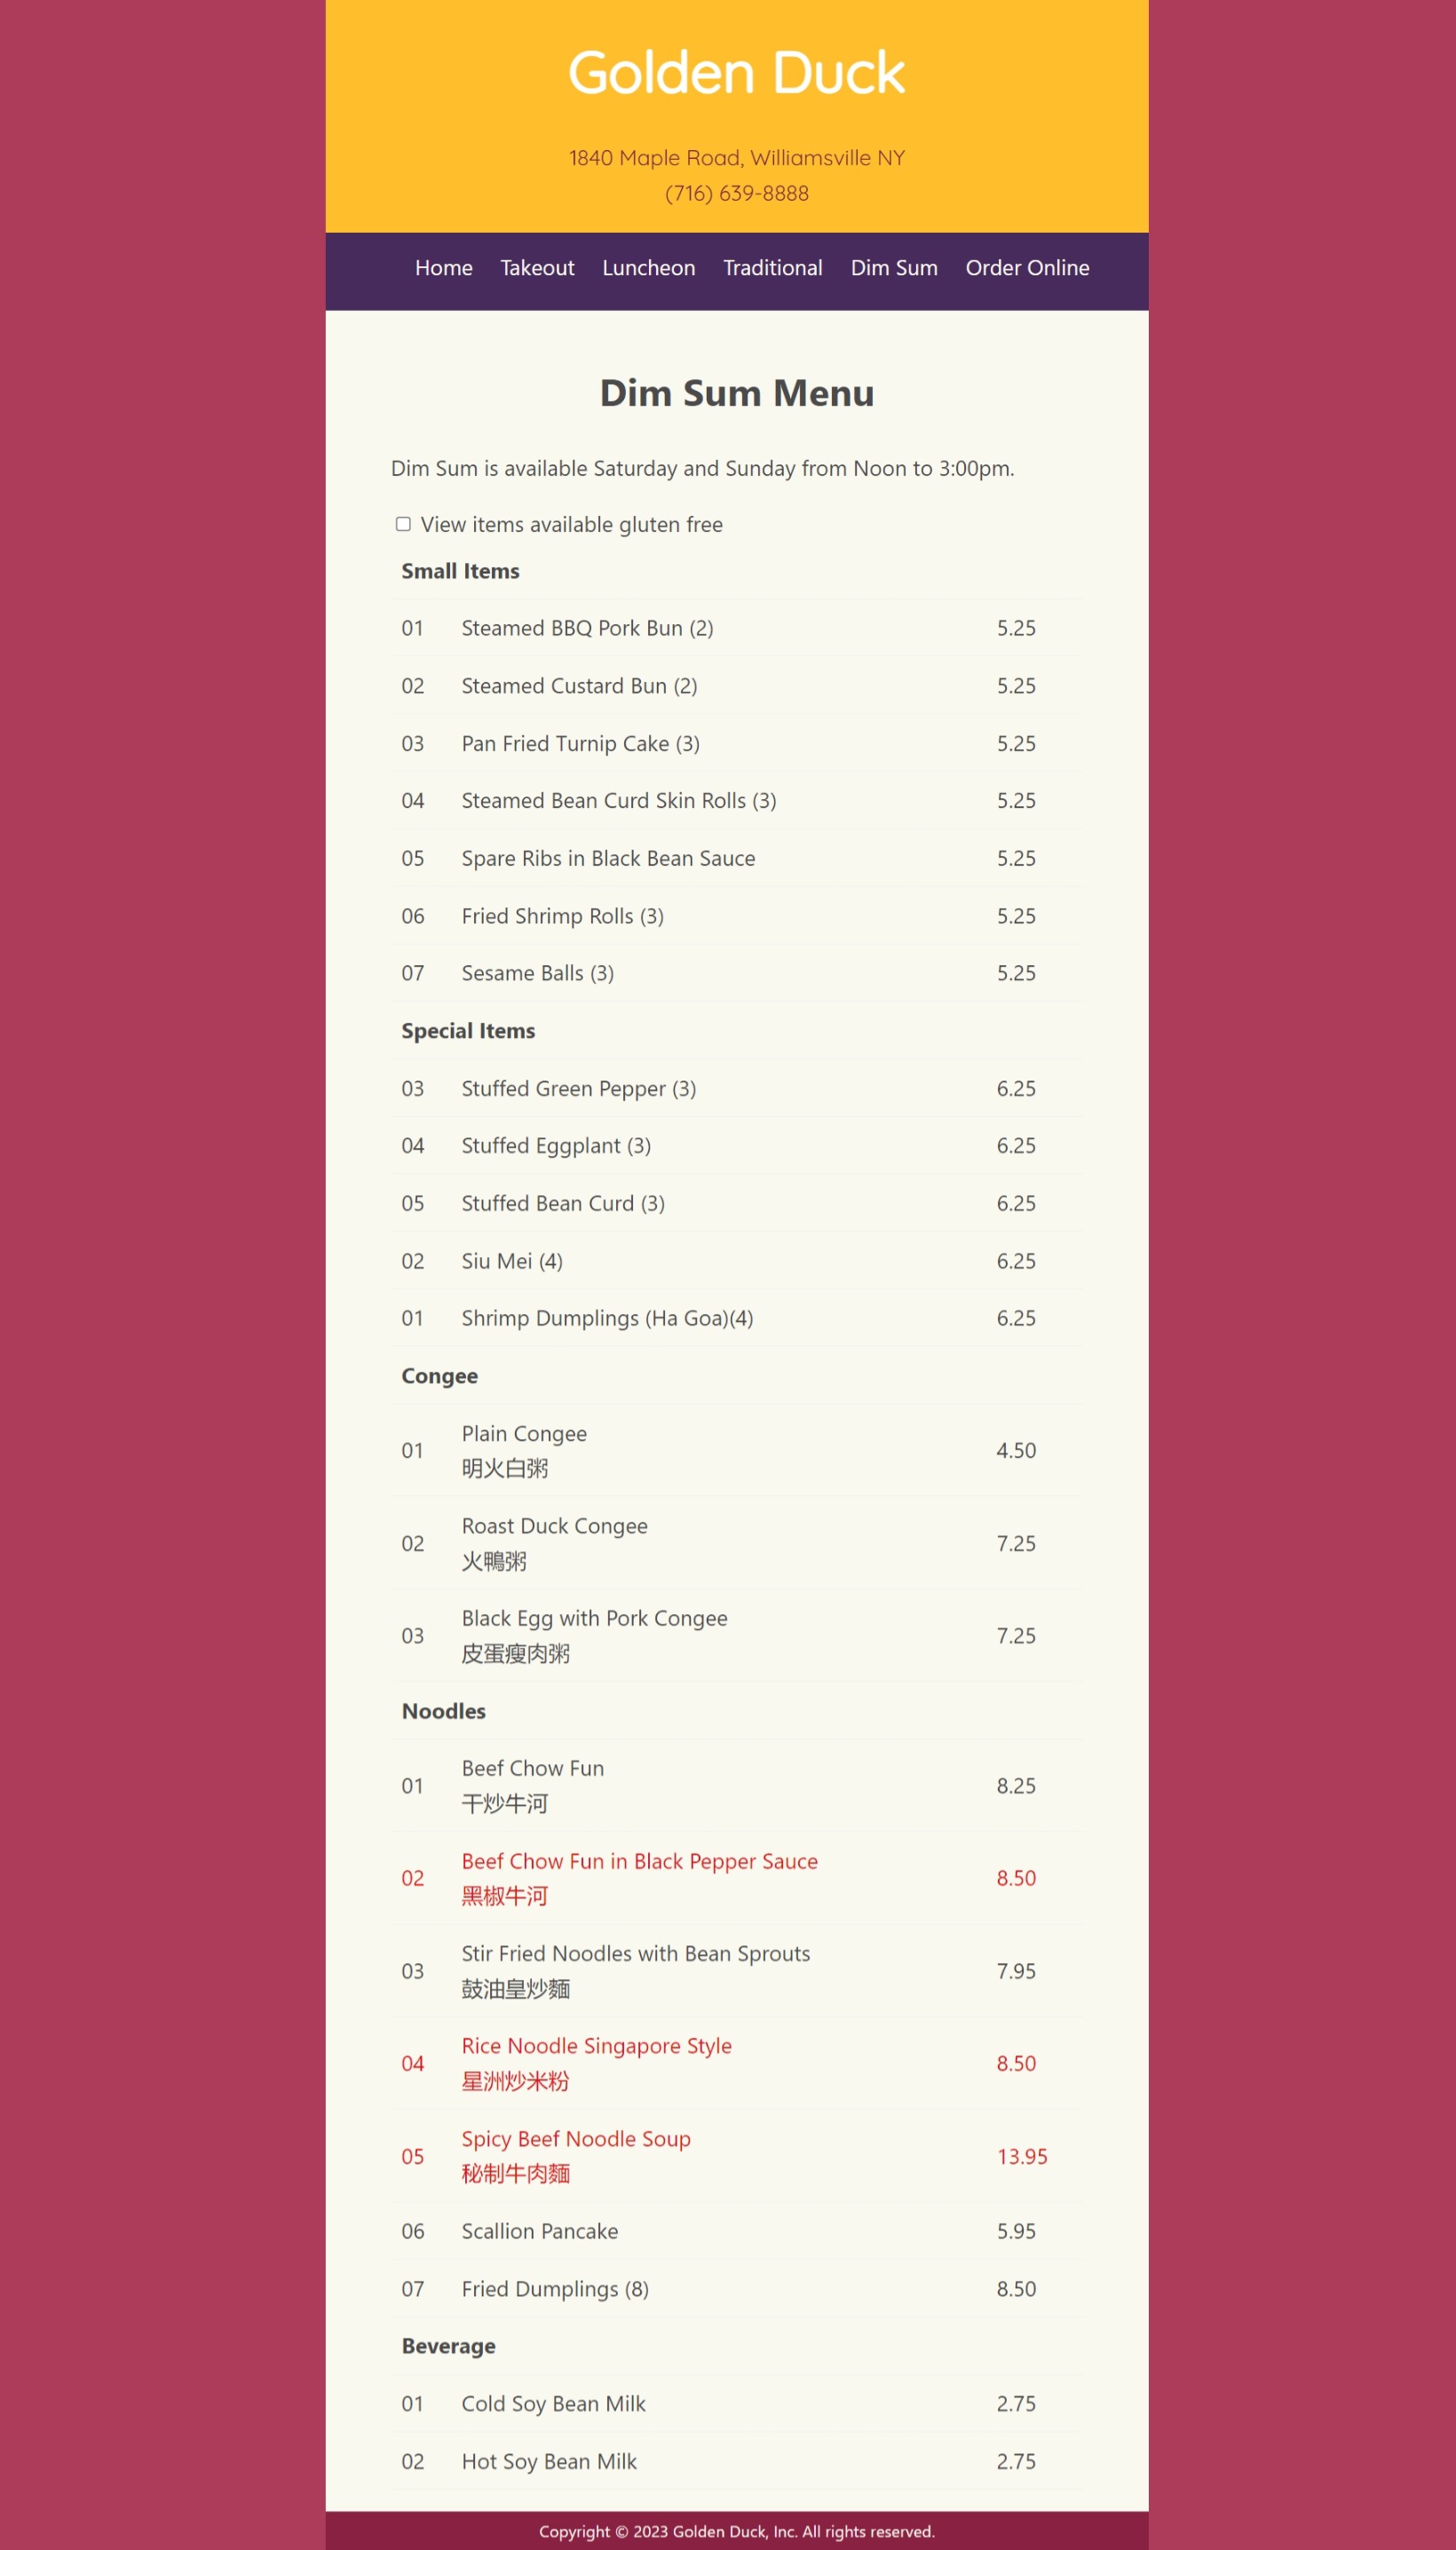 Golden Duck
1840 Maple Road, Williamsville NY
(716) 639-8888
Home Takeout Luncheon Traditional Dim Sum Order Online
Dim Sum Menu
Dim Sum is available Saturday and Sunday from Noon to 3:00pm.
View items available gluten free
Small Items
01 Steamed BBQ Pork Bun (2) 5.25
02 Steamed Custard Bun (2) 5.25
03 Pan Fried Turnip Cake (3) 5.25
04 Steamed Bean Curd Skin Rolls (3) 5.25
05 Spare Ribs in Black Bean Sauce 5.25
06 Fried Shrimp Rolls (3) 5.25
07 Sesame Balls (3) 5.25
Special Items
03 Stuffed Green Pepper (3) 6.25
04 Stuffed Eggplant (3) 6.25
05 Stuffed Bean Curd (3) 6.25
02 Siu Mei (4) 6.25
01 Shrimp Dumplings (Ha Goa)(4) 6.25
Congee
01 Plain Congee 4.50
明火白粥
02 Roast Duck Congee 7.25
火鴨粥
03 Black Egg with Pork Congee 7.25
皮蛋瘦肉粥
Noodles
01 Beef Chow Fun 8.25
干炒牛河
02 Beef Chow Fun in Black Pepper Sauce 8.50
黑椒牛河
03 Stir Fried Noodles with Bean Sprouts 7.95
鼓油皇炒麵
04 Rice Noodle Singapore Style 8.50
星洲炒米粉
05 Spicy Beef Noodle Soup 13.95
秘制牛肉麵
06 Scallion Pancake 5.95
07 Fried Dumplings (8) 8.50
Beverage
01 Cold Soy Bean Milk 2.75
02 Hot Soy Bean Milk 2.75
Copyright © 2023 Golden Duck, Inc. All rights reserved.